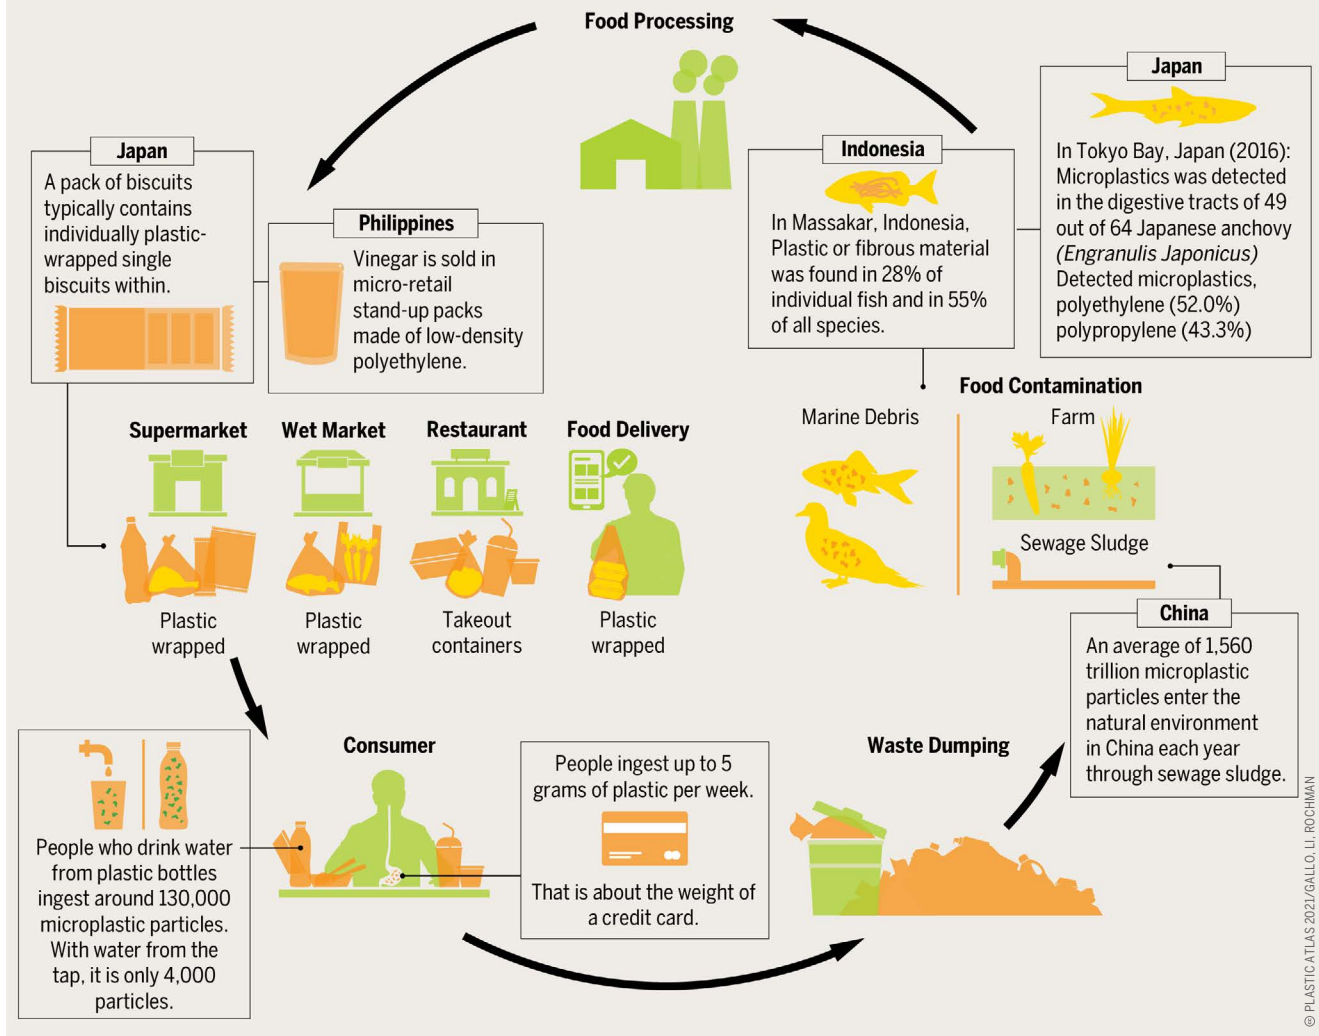 Food Processing
Japan
A pack of biscuits
typically contains
individually plastic-
wrapped single
biscuits within.
Philippines
Vinegar is sold in
micro-retail
stand-up packs
made of low-density
polyethylene.
Indonesia
In Massakar, Indonesia,
Plastic or fibrous material
was found in 28% of
individual fish and in 55%
of all species.
Japan
In Tokyo Bay, Japan (2016):
Microplastics was detected
in the digestive tracts of 49
out of 64 Japanese anchovy
(Engranulis Japonicus)
Detected microplastics,
polyethylene (52.0%)
polypropylene (43.3%)
Supermarket
Plastic
wrapped
Wet Market
Plastic
wrapped
Restaurant
Takeout
containers
Food Delivery
Plastic
wrapped
Food Contamination
Marine Debris
Farm
Sewage Sludge
China
An average of 1,560
trillion microplastic
particles enter the
natural environment
in China each year
through sewage sludge.
Consumer
People who drink water
from plastic bottles
ingest around 130,000
microplastic particles.
With water from the
tap, it is only 4,000
particles.
People ingest up to 5
grams of plastic per week.
That is about the weight of
a credit card.
Waste Dumping
PLASTIC ATLAS 2021/GALLO, LI, ROCHMAN